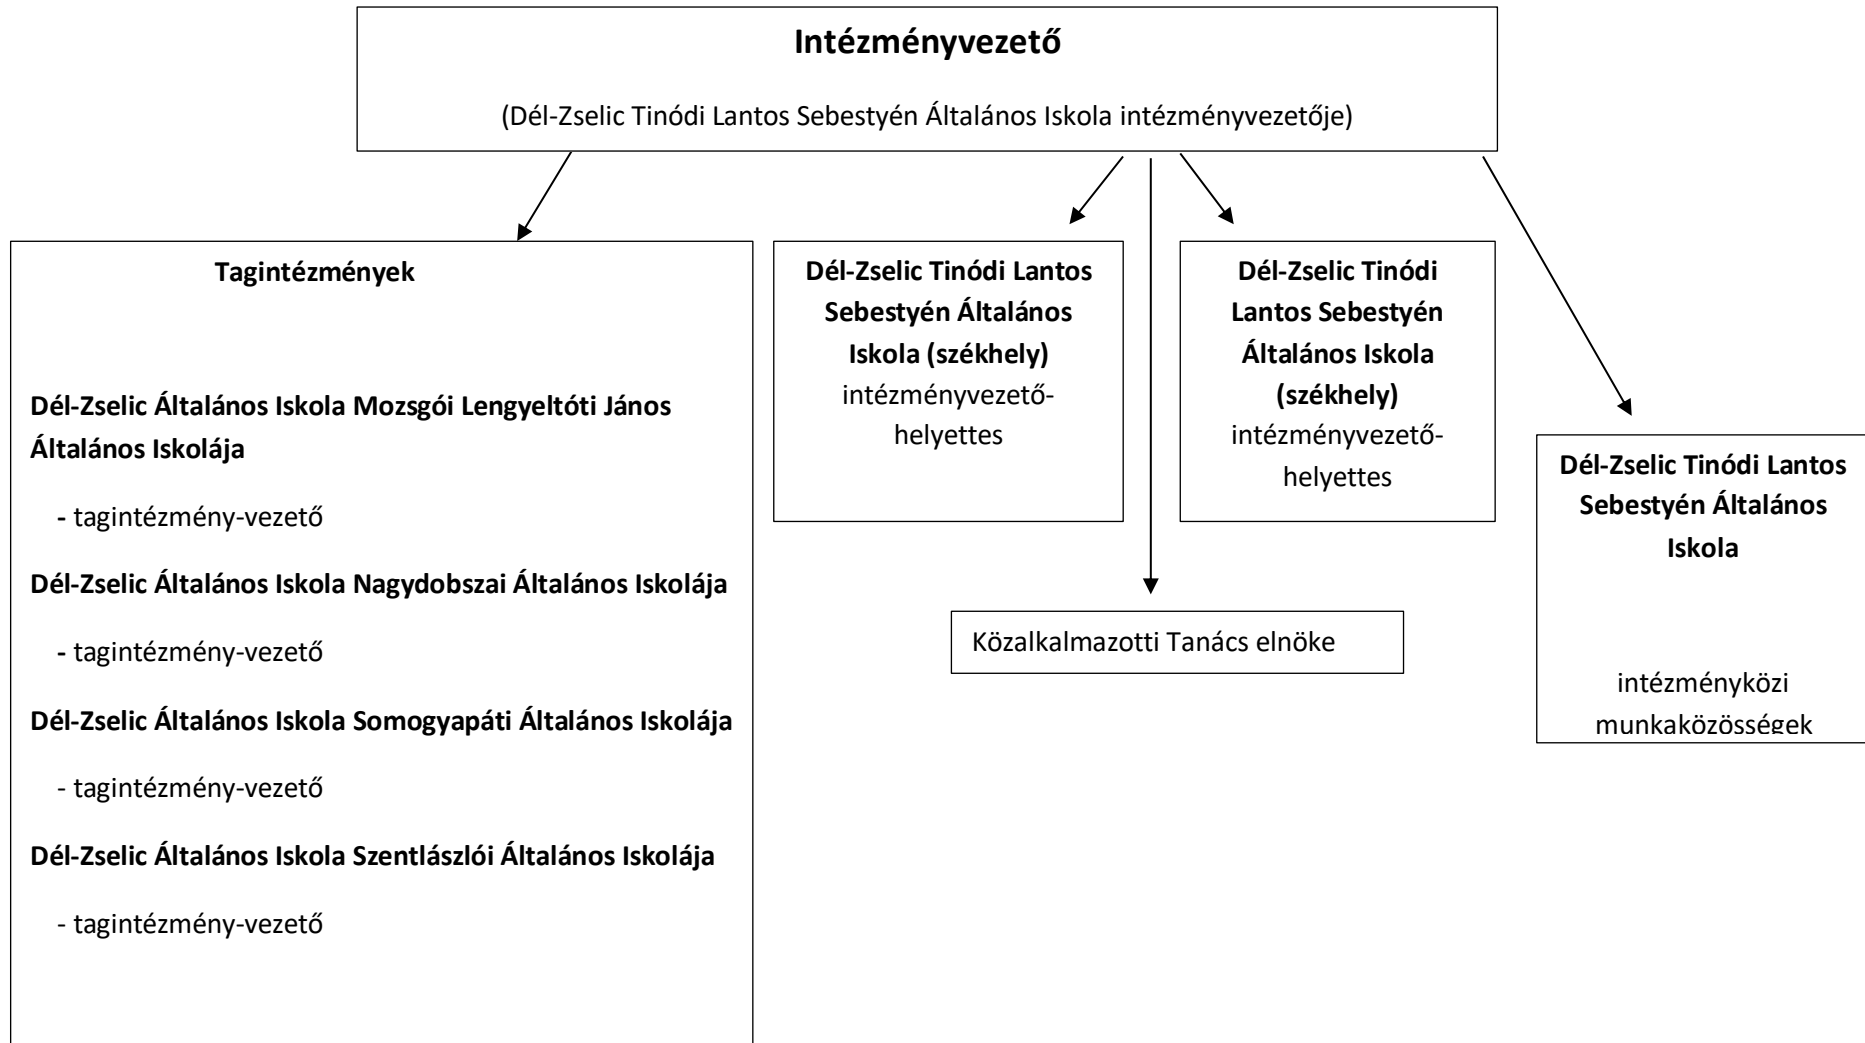 Intézményvezető
(Dél-Zselic Tinódi Lantos Sebestyén Általános Iskola intézményvezetője)
Tagintézmények
Dél-Zselic Általános Iskola Mozsgói Lengyeltóti János
Általános Iskolája
- tagintézmény-vezető
Dél-Zselic Általános Iskola Nagydobszai Általános Iskolája
- tagintézmény-vezető
Dél-Zselic Általános Iskola Somogyapáti Általános Iskolája
- tagintézmény-vezető
Dél-Zselic Általános Iskola Szentlászlói Általános Iskolája
- tagintézmény-vezető
Dél-Zselic Tinódi Lantos
Sebestyén Általános
Iskola (székhely)
intézményvezető-
helyettes
Dél-Zselic Tinódi
Lantos Sebestyén
Általános Iskola
(székhely)
intézményvezető-
helyettes
Közalkalmazotti Tanács elnöke
Dél-Zselic Tinódi Lantos
Sebestyén Általános
Iskola
intézményközi
munkaközösségek